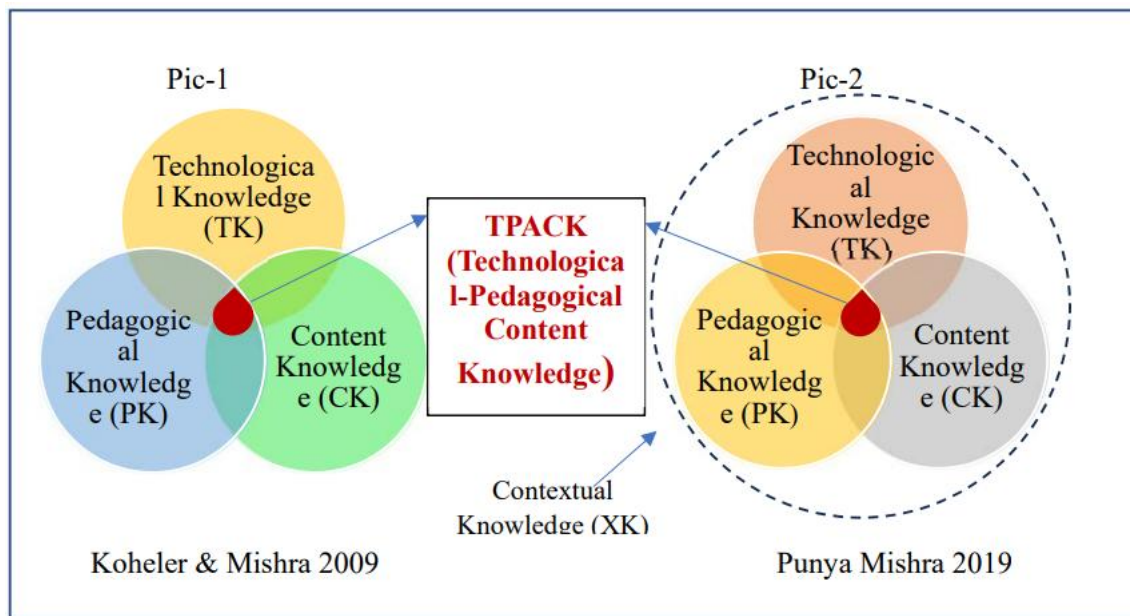 Pic-1
Technologica
l Knowledge
(TK)
Pedagogic
al
Knowledg
e (PK)
Content
Knowledg
e (CK)
TPACK
(Technologica
l-Pedagogical
Content
Knowledge)
Pic-2
Technologic
al
Knowledge
(TK)
Pedagogic
al
Knowledg
e (PK)
Content
Knowledg
e (CK)
Contextual
Knowledge (XK)
Koheler & Mishra 2009
Punya Mishra 2019